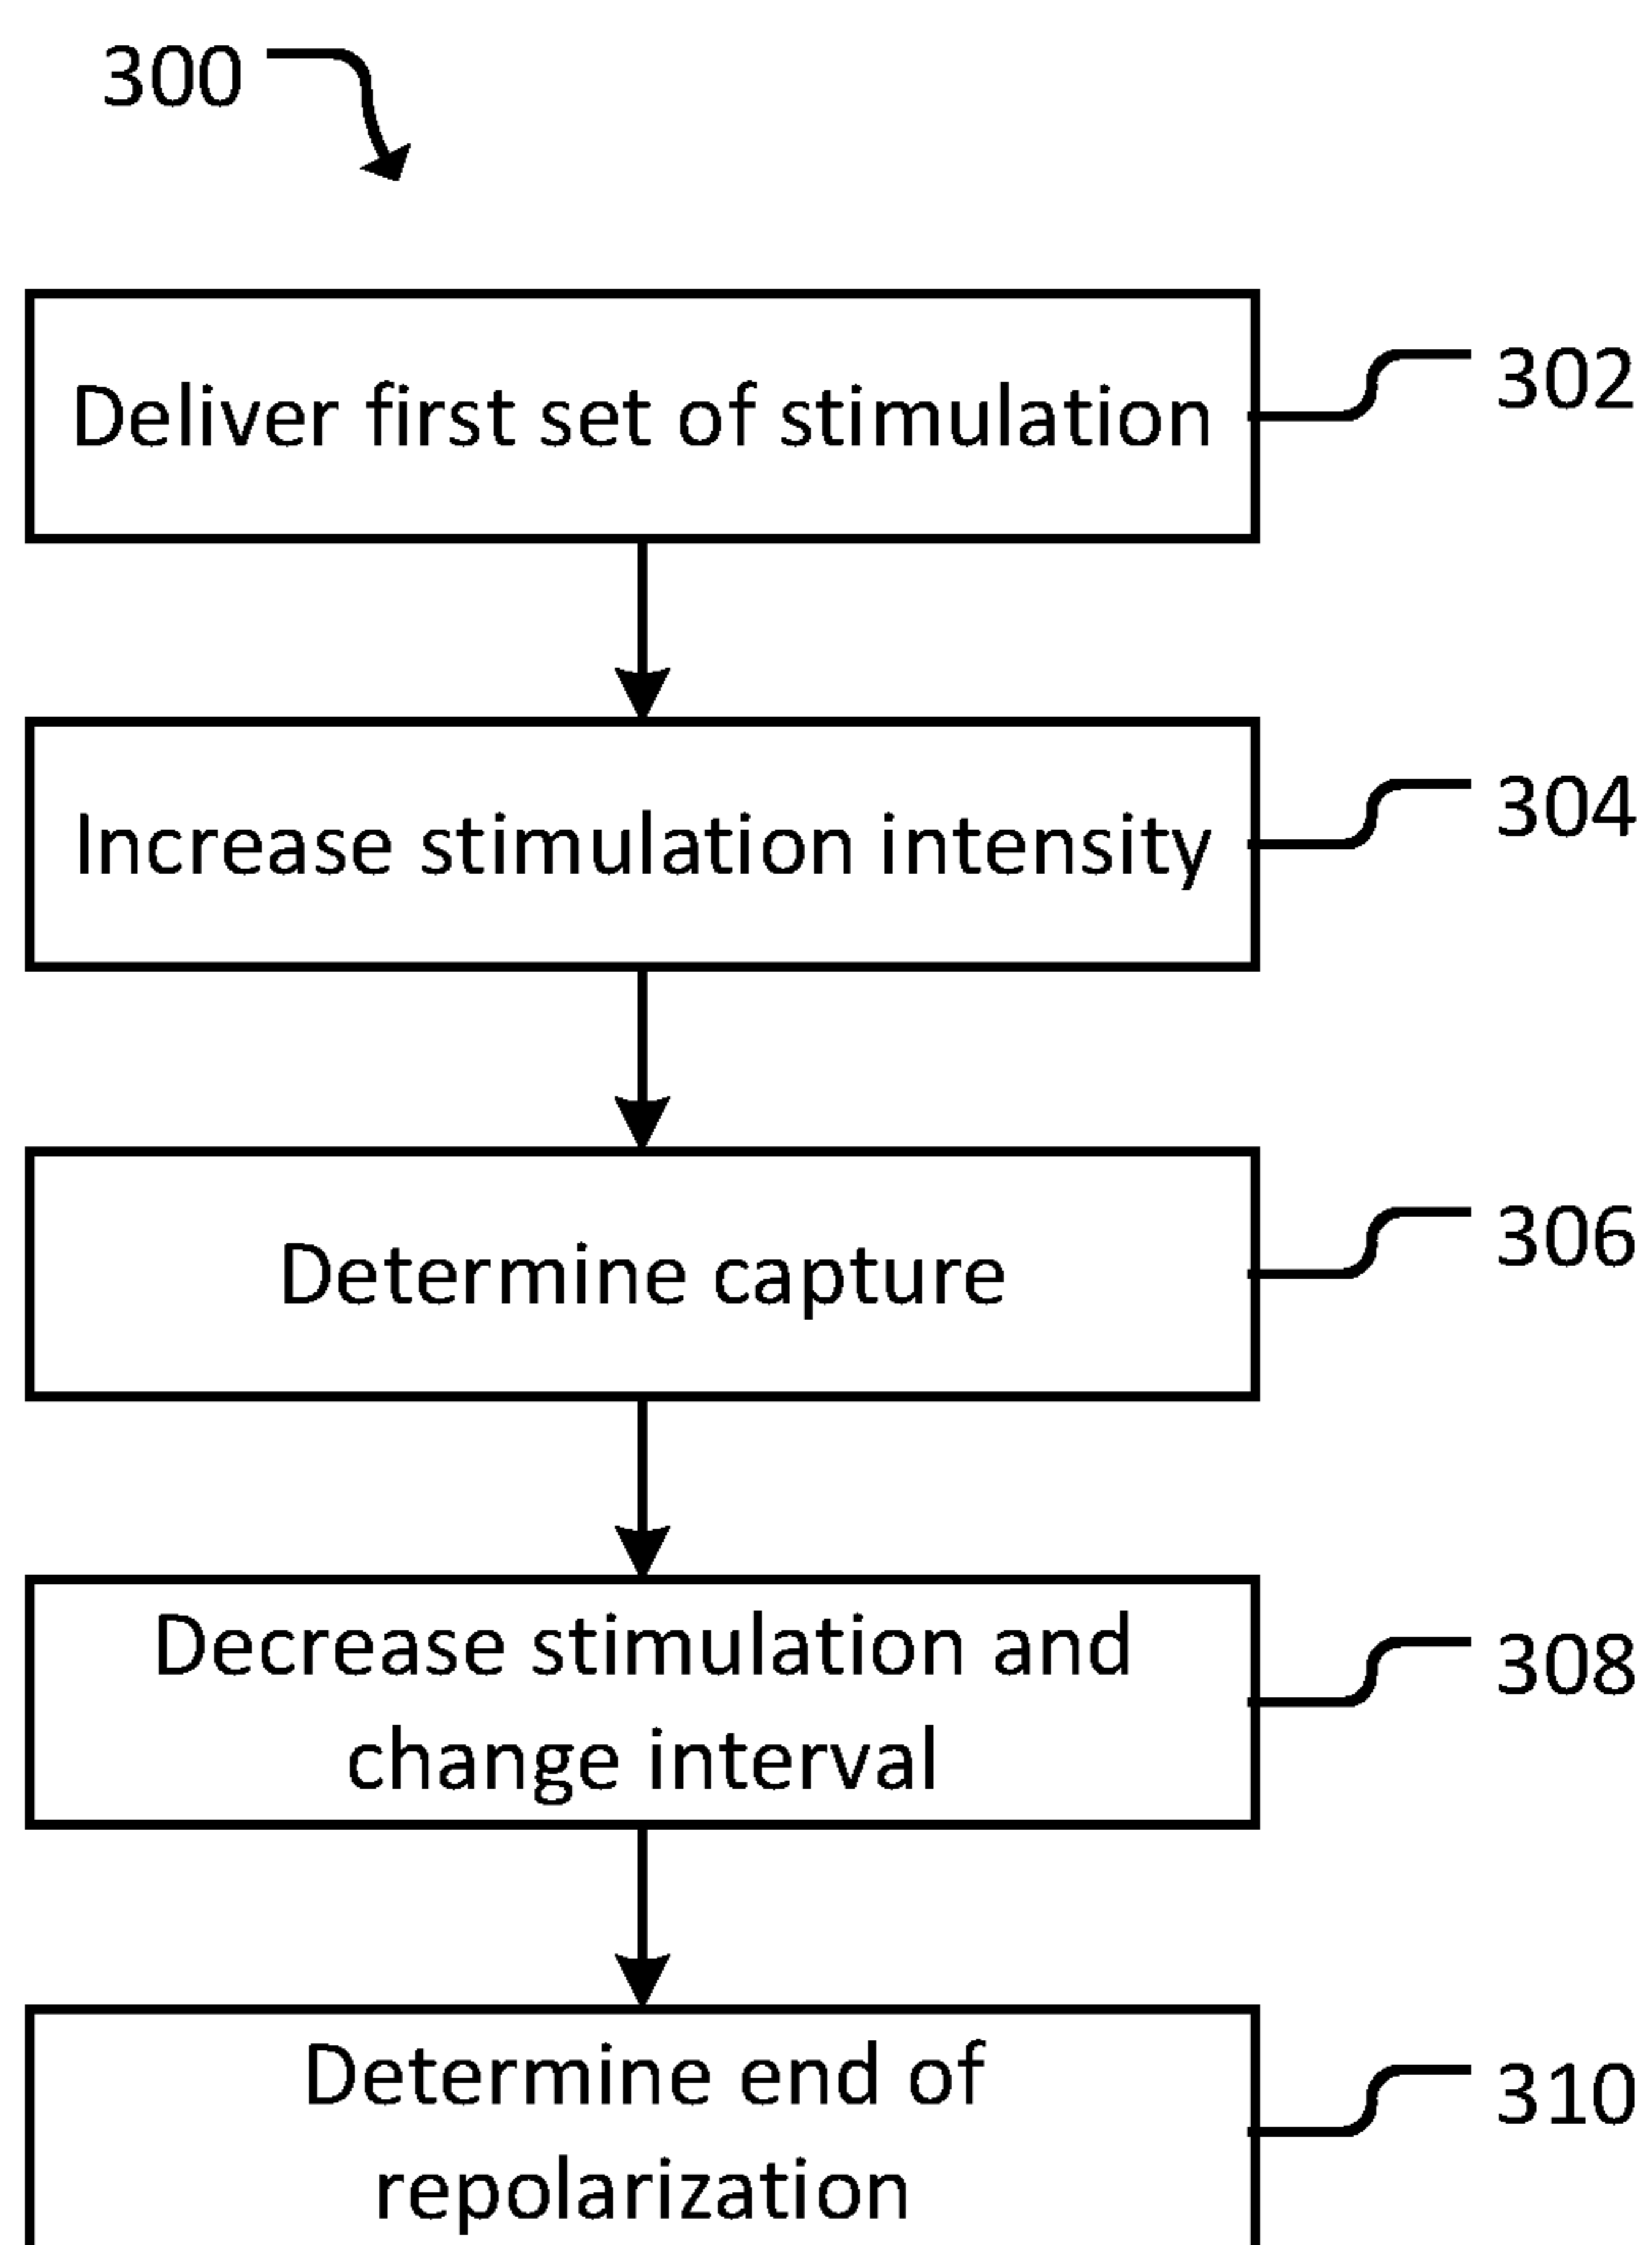 300
Deliver first set of stimulation
302
Increase stimulation intensity
304
Determine capture
306
Decrease stimulation and
change interval
308
Determine end of
repolarization
310